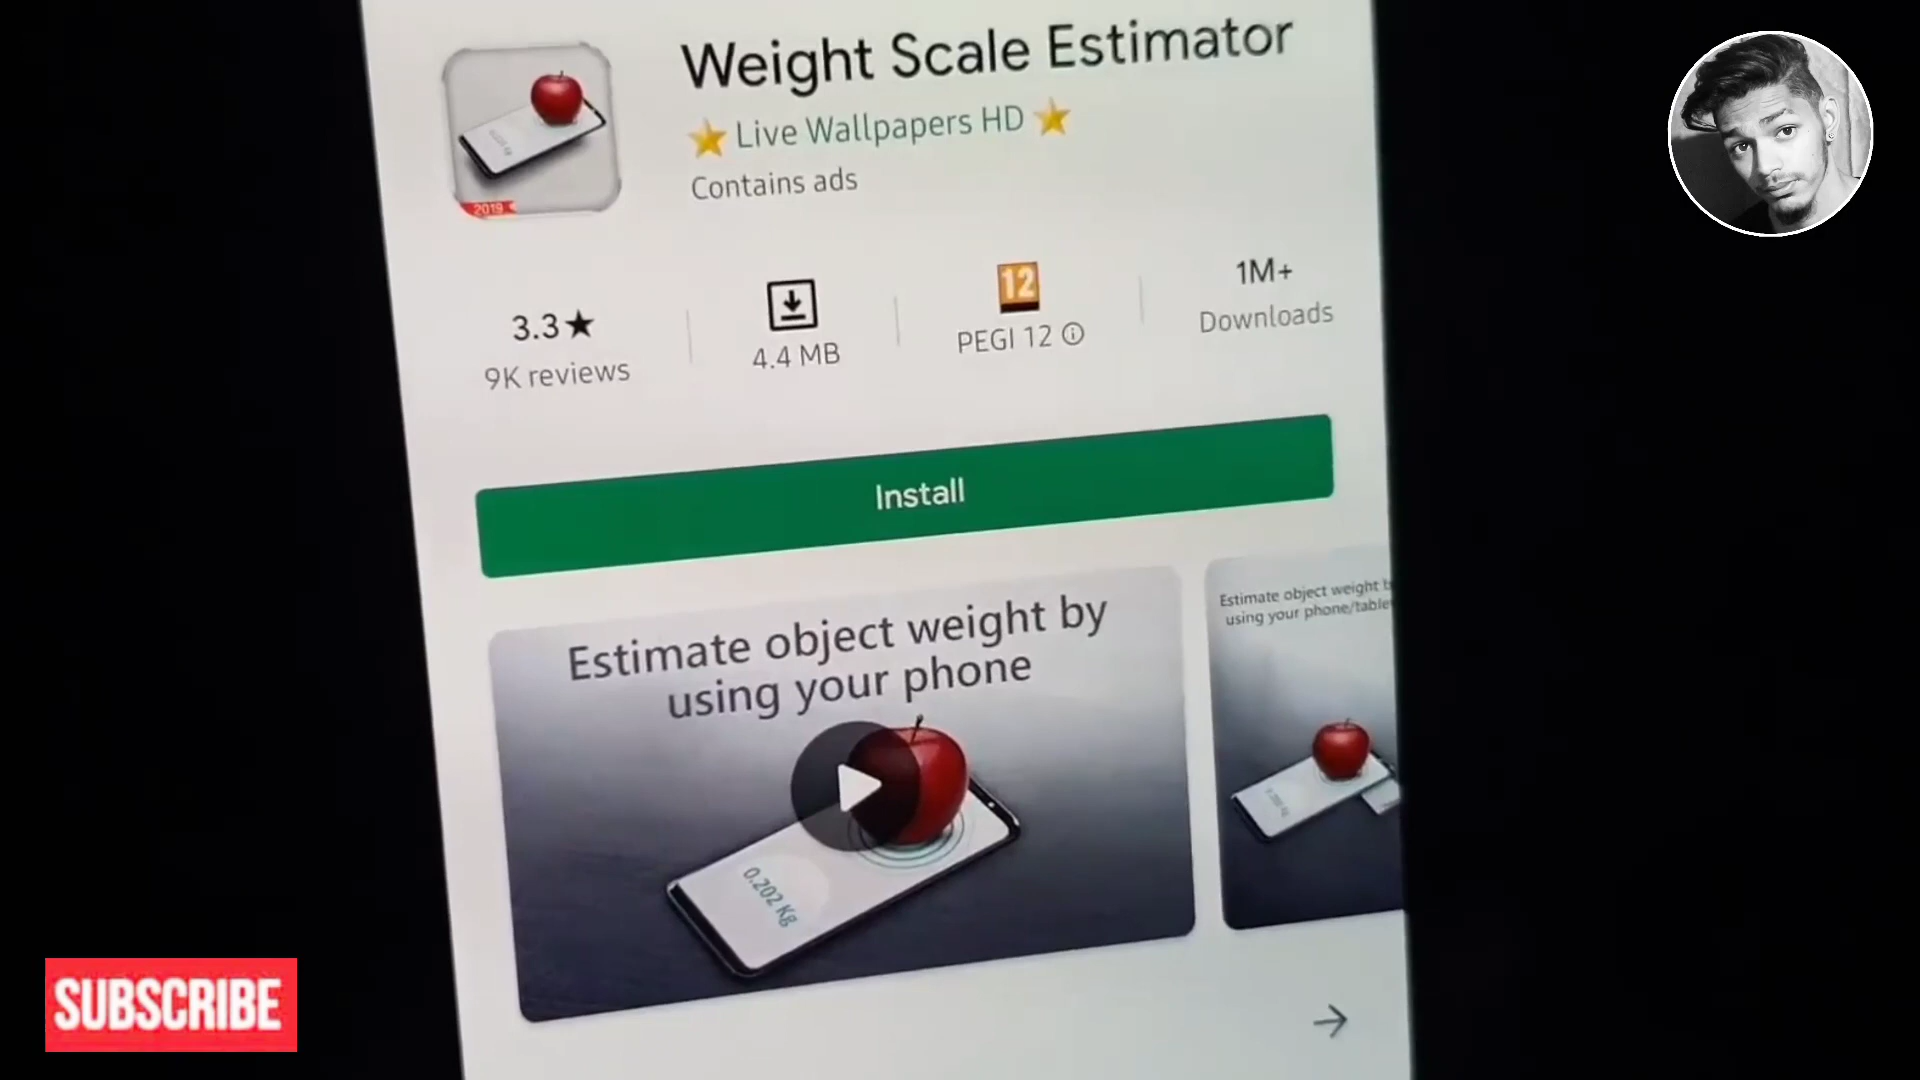 Weight Scale Estimator
⭐ Live Wallpapers HD ⭐
Contains ads
2019
3.3★
9K reviews
4.4 MB
12
PEGI 12
1M+
Downloads
Install
Estimate object weight by
using your phone
0.202 Kg
Estimate object weight b
using your phone/table
SUBSCRIBE